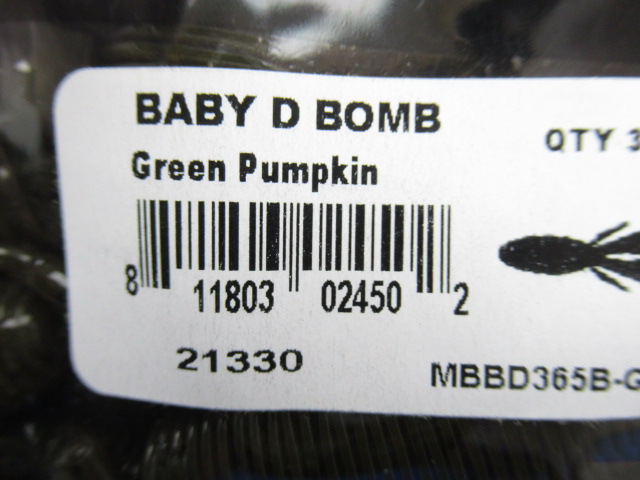 BABY D BOMB
QTY 3
Green Pumpkin
8 11803 02450 2
21330
MBBD365B-G